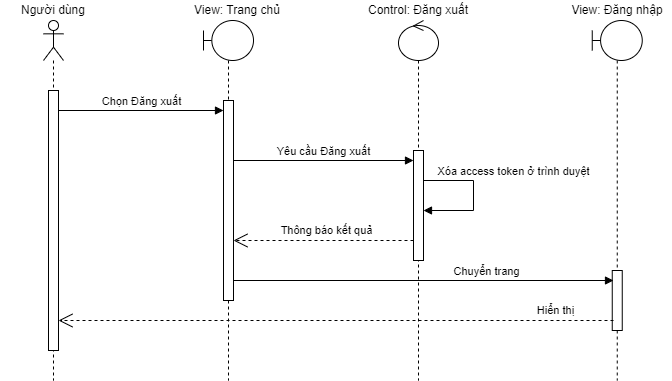 Người dùng
View: Trang chủ
Control: Đăng xuất
View: Đăng nhập
Chọn Đăng xuất
Yêu cầu Đăng xuất
Xóa access token ở trình duyệt
Thông báo kết quả
Chuyển trang
Hiển thị